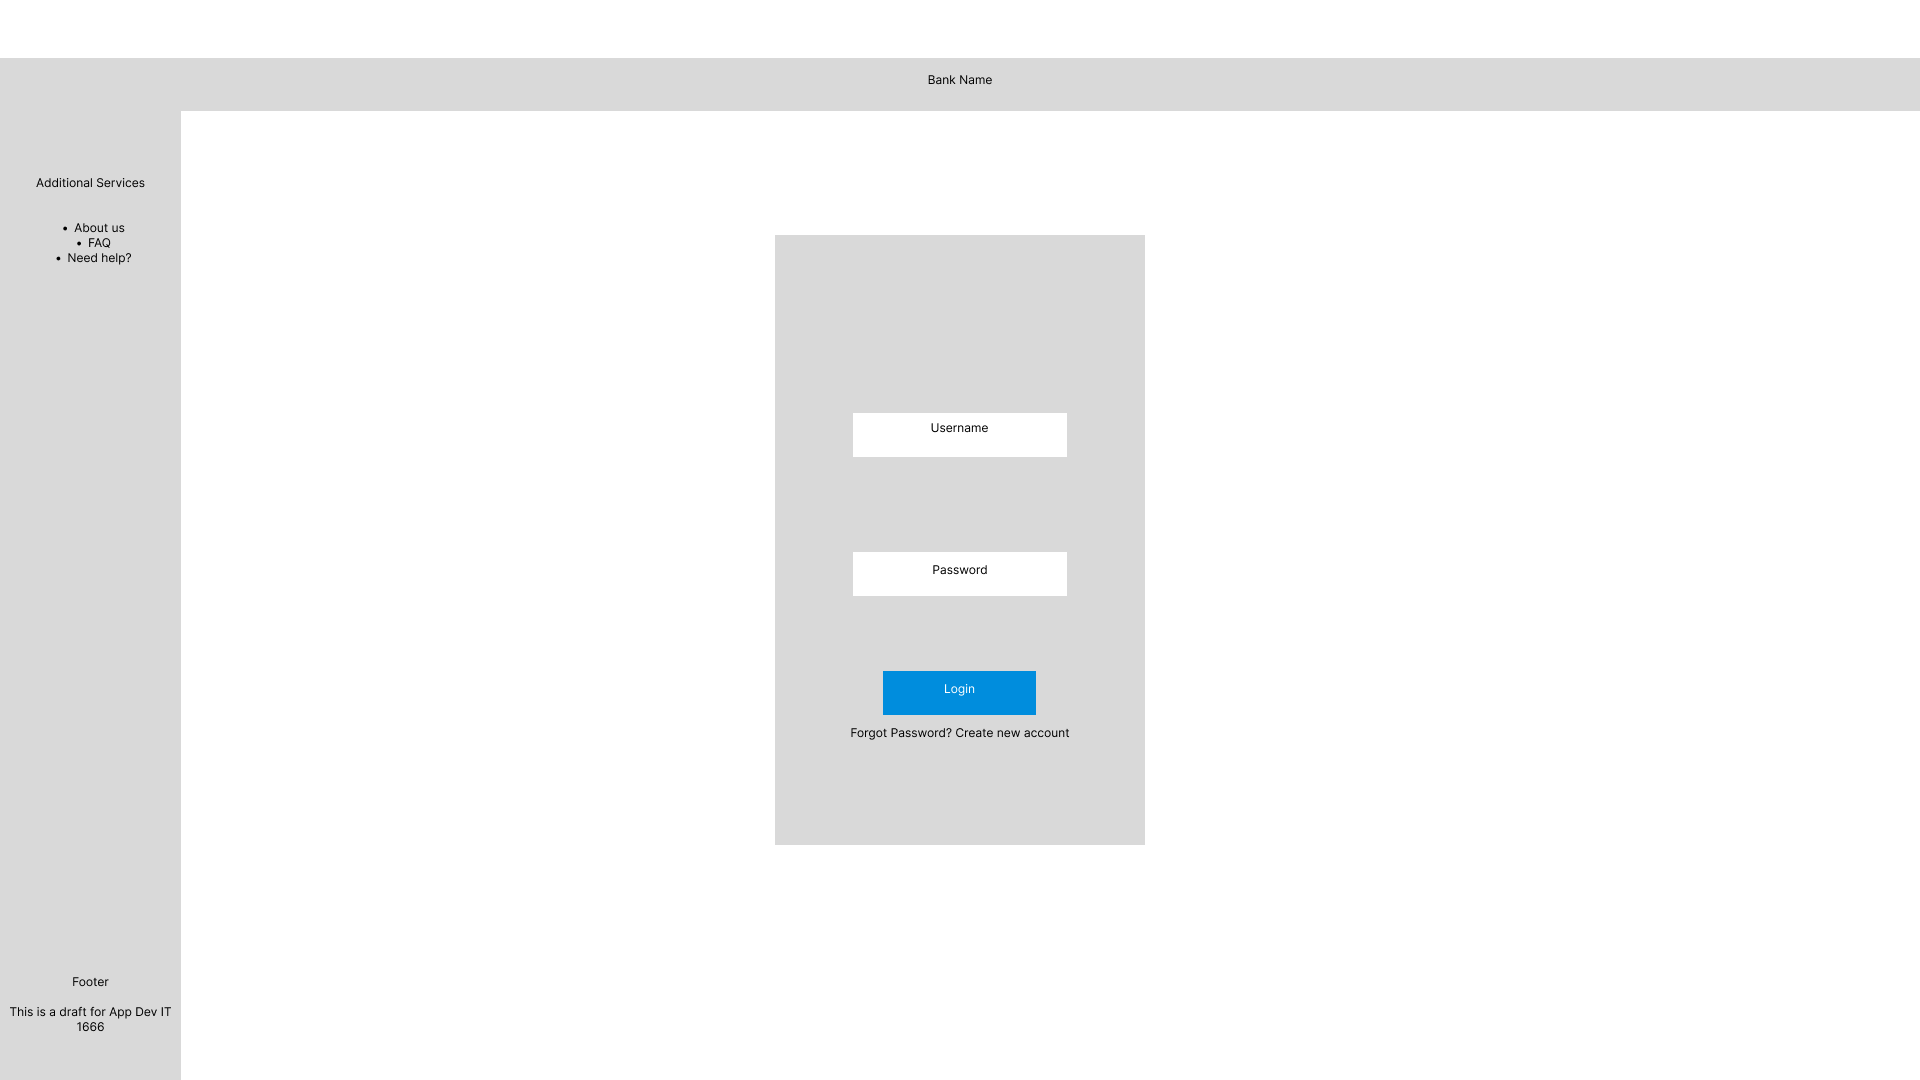 Bank Name
Additional Services
• About us
• FAQ
• Need help?
Username
Password
Login
Forgot Password? Create new account
Footer
This is a draft for App Dev IT
1666